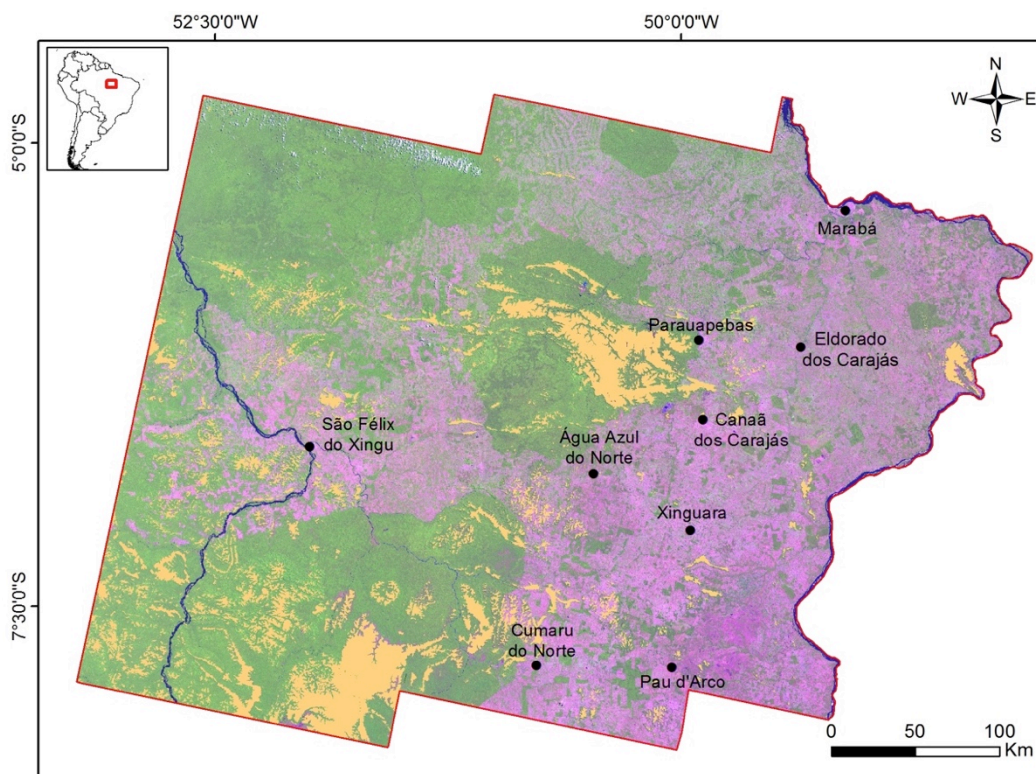 52°30'0"W
50°0'0"W
N
W
E
S
5°0'0"S
Marabá
Parauapebas
Eldorado
dos Carajás
Canaã
dos Carajás
São Félix
do Xingu
Água Azul
do Norte
Xinguara
7°30'0"S
Cumaru
do Norte
Pau d'Arco
0 50 100
Km